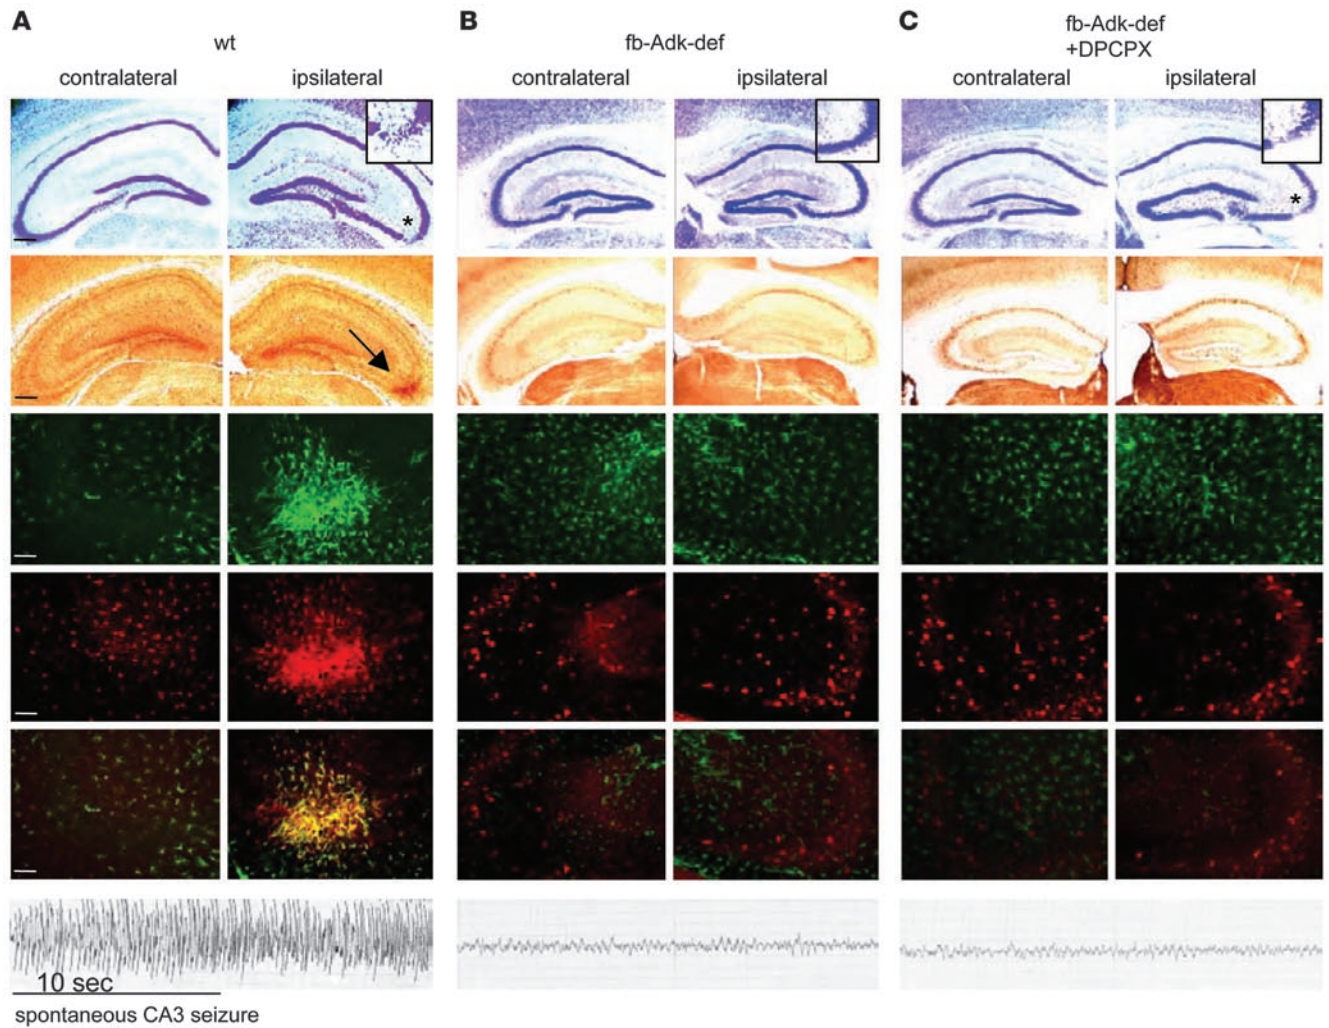 A
B
C
wt
fb-Adk-def
fb-Adk-def
+DPCPX
contralateral
ipsilateral
contralateral
ipsilateral
contralateral
ipsilateral
*
*
10 sec
spontaneous CA3 seizure